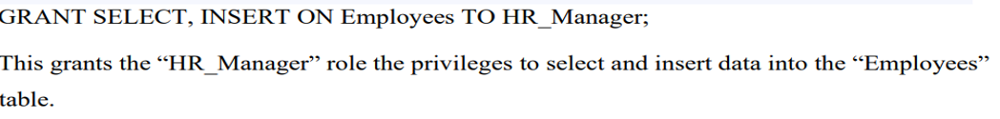 GRANT SELECT, INSERT ON Employees TO HR_Manager;
This grants the “HR_Manager” role the privileges to select and insert data into the “Employees”
table.